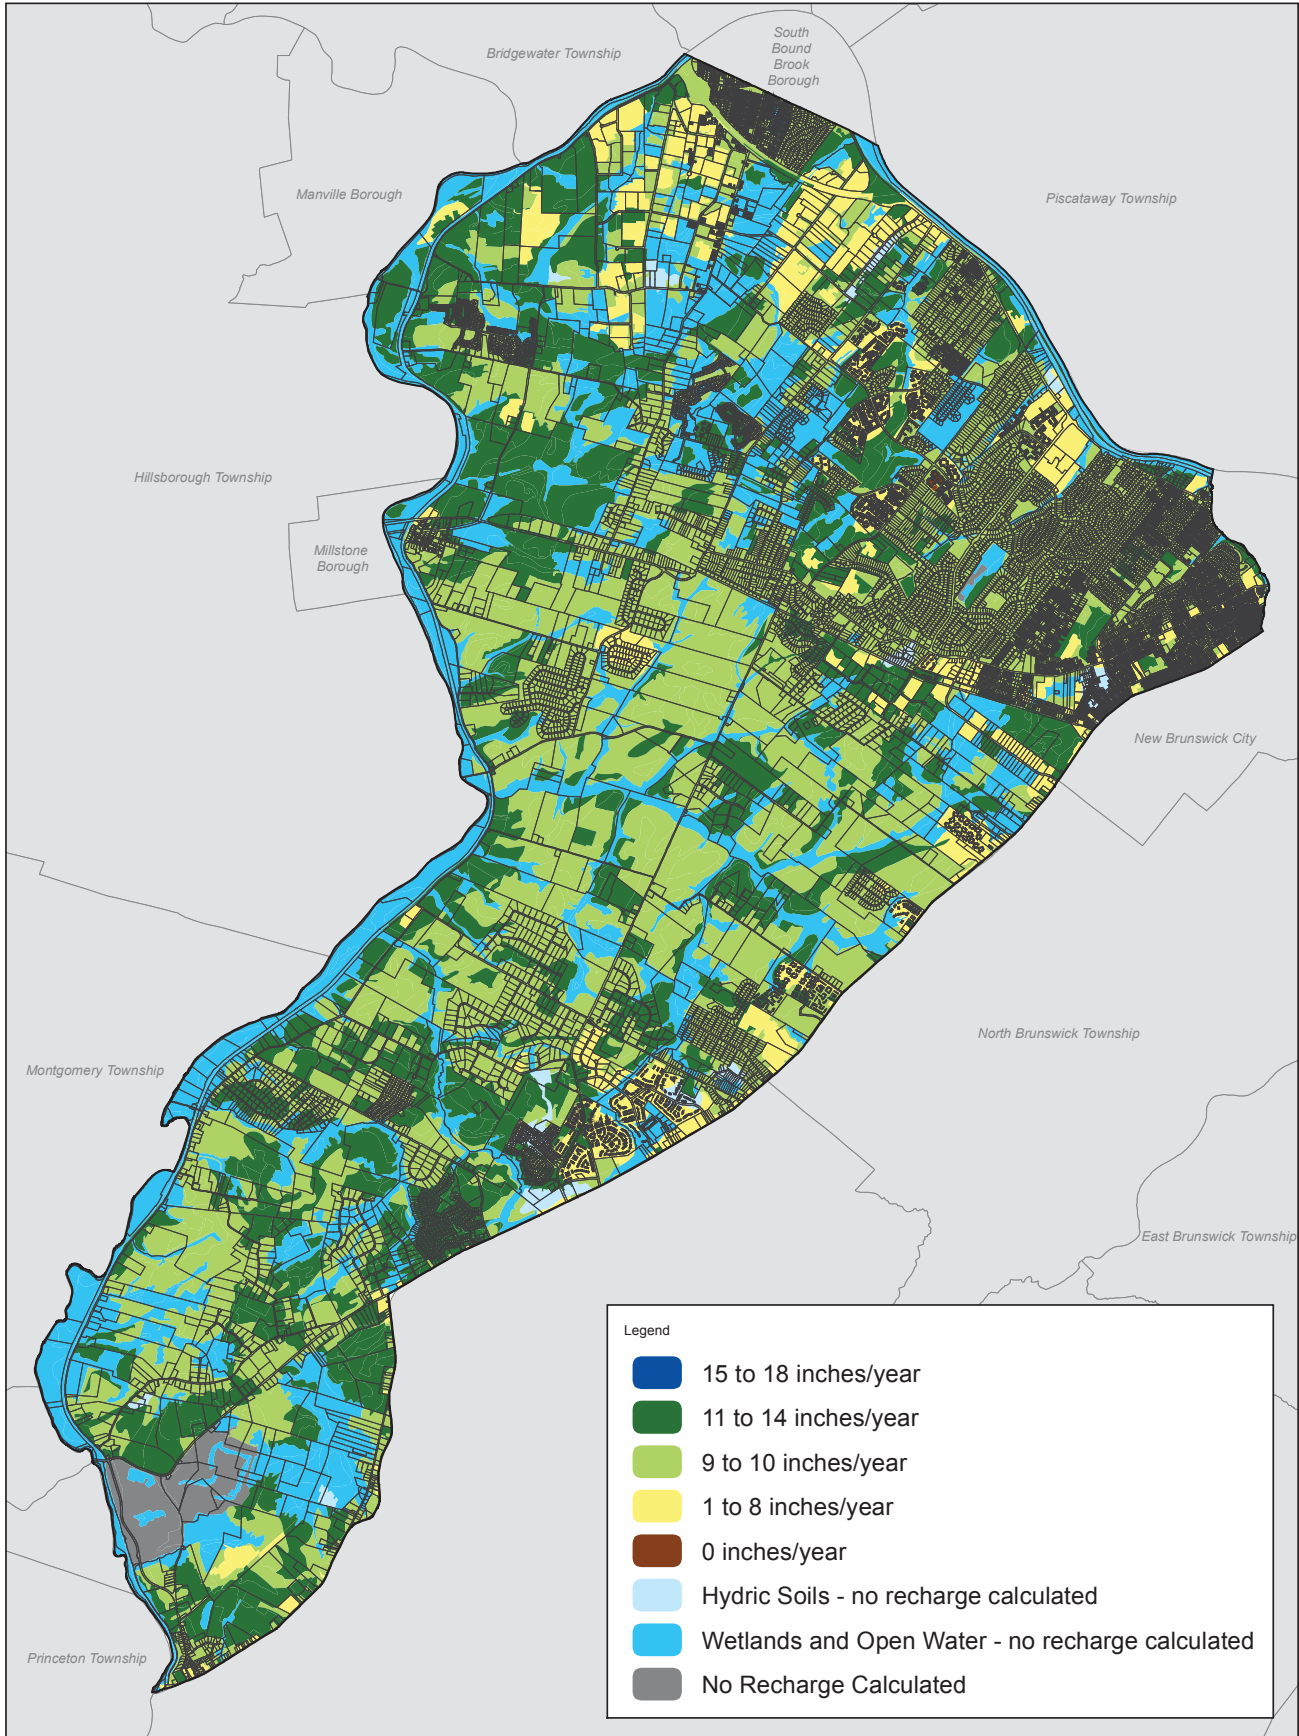 South
Bound
Brook
Borough
Bridgewater Township
Manville Borough
Piscataway Township
Hillsborough Township
Millstone
Borough
New Brunswick City
North Brunswick Township
Montgomery Township
East Brunswick Township
Princeton Township
Legend
15 to 18 inches/year
11 to 14 inches/year
9 to 10 inches/year
1 to 8 inches/year
0 inches/year
Hydric Soils - no recharge calculated
Wetlands and Open Water - no recharge calculated
No Recharge Calculated